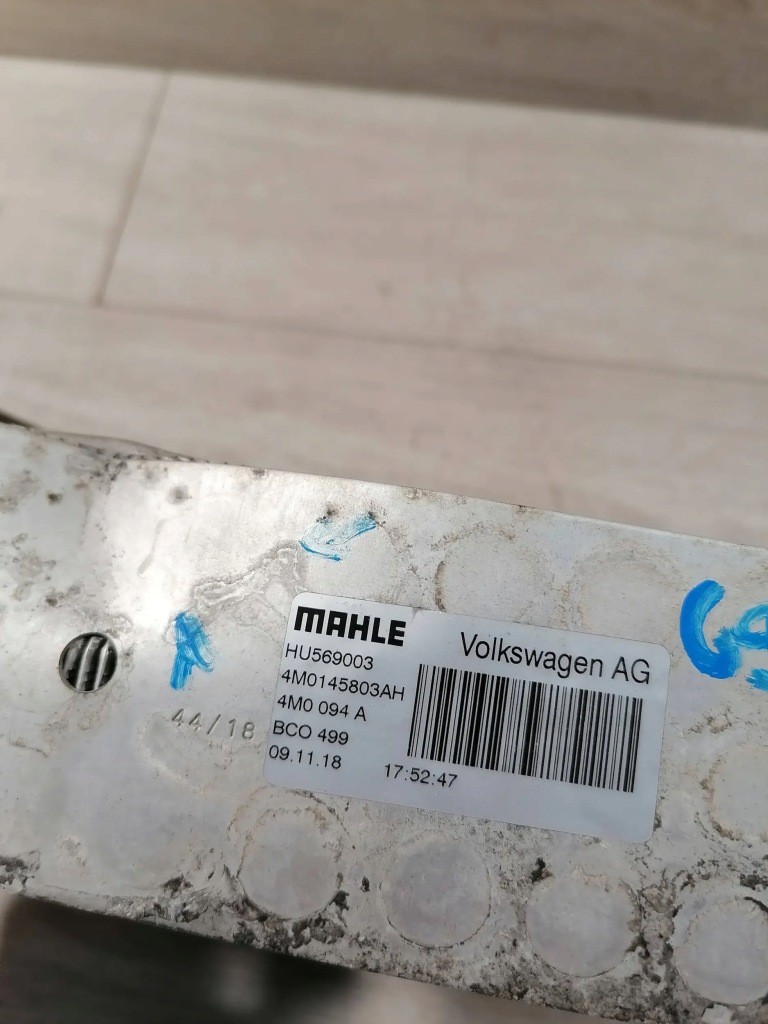 MAHLE
Volkswagen AG
HU569003
4M0145803AH
4M0 094 A
BCO 499
09.11.18 17:52:47
44/18